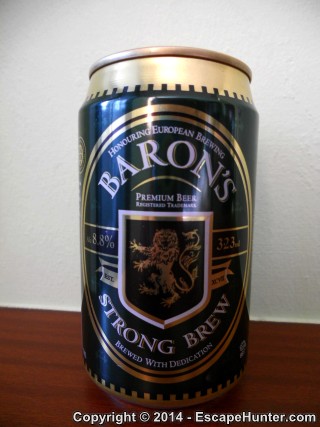 HONOURING EUROPEAN BREWING
BARON'S
PREMIUM BEER
REGISTERED TRADEMARK
8.8%
323ml
STRONG BREW
BREWED WITH DEDICATION
Copyright © 2014 - EscapeHunter.com